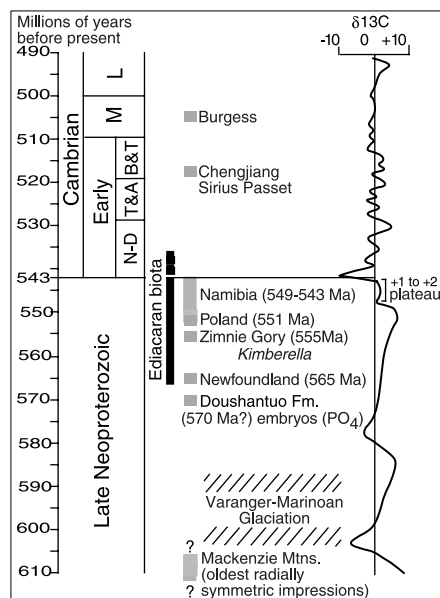 Millions of years
before present
δ13C
-10 0 +10
490
500
510
520
530
543
550
560
570
580
590
600
610
Cambrian
Late Neoproterozoic
L
M
Early
B&T
T&A
N-D
Ediacaran biota
Burgess
Chengjiang
Sirius Passet
+1 to +2
plateau
Namibia (549-543 Ma)
Poland (551 Ma)
Zimnie Gory (555Ma)
Kimberella
Newfoundland (565 Ma)
Doushantuo Fm.
(570 Ma?) embryos (PO4)
Varanger-Marinoan
Glaciation
?
Mackenzie Mtns.
(oldest radially
? symmetric impressions)